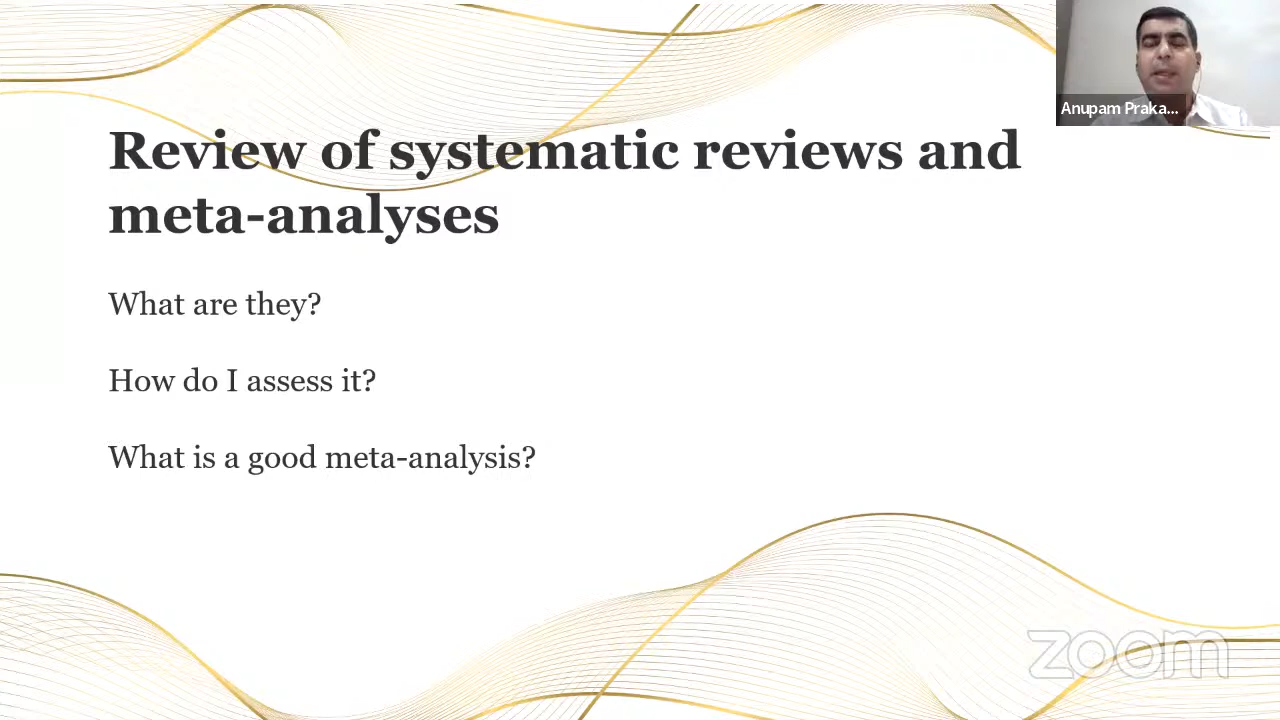 Anupam Praka...
Review of systematic reviews and
meta-analyses
What are they?
How do I assess it?
What is a good meta-analysis?
zoom